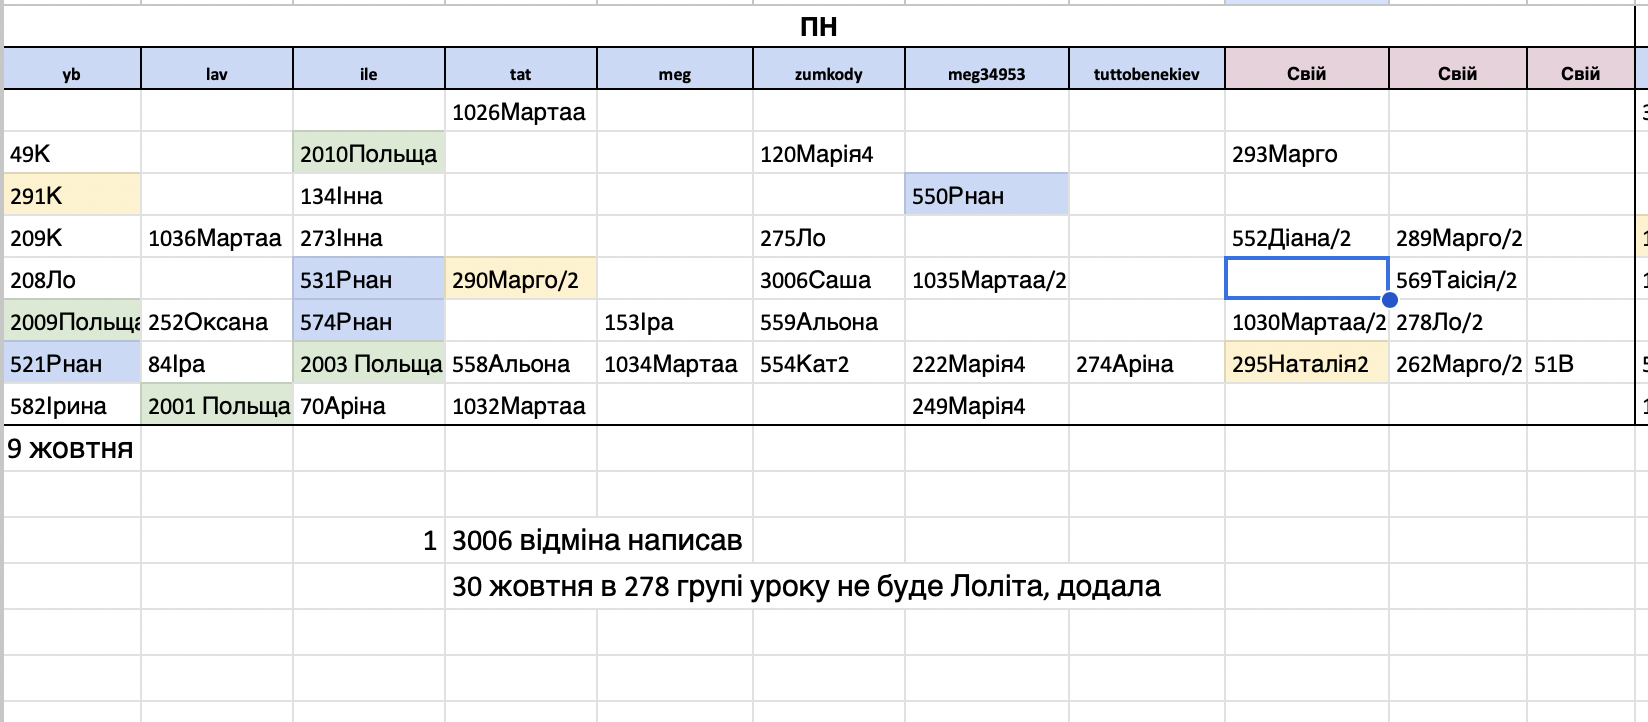 ПН
yb lav ile tat meg zumkody meg34953 tuttobenekiev Свій Свій Свій
1026Мартаа
49К 2010Польща 120Марія4 293Марго
291К 134Інна 550Рнан
209К 1036Мартаа 273Інна 275Ло 552Діана/2 289Марго/2
208Ло 531Рнан 290Марго/2 3006Саша 1035Мартаа/2 569Таісія/2
2009Польща 252Оксана 574Рнан 153Іра 559Альона 1030Мартаа/2 278Ло/2
521Рнан 84Іра 2003 Польща 558Альона 1034Мартаа 554Кат2 222Марія4 274Аріна 295Наталія2 262Марго/2 51В
582Ірина 2001 Польща 70Аріна 1032Мартаа 249Марія4
9 жовтня
1 3006 відміна написав
30 жовтня в 278 групі уроку не буде Лоліта, додала